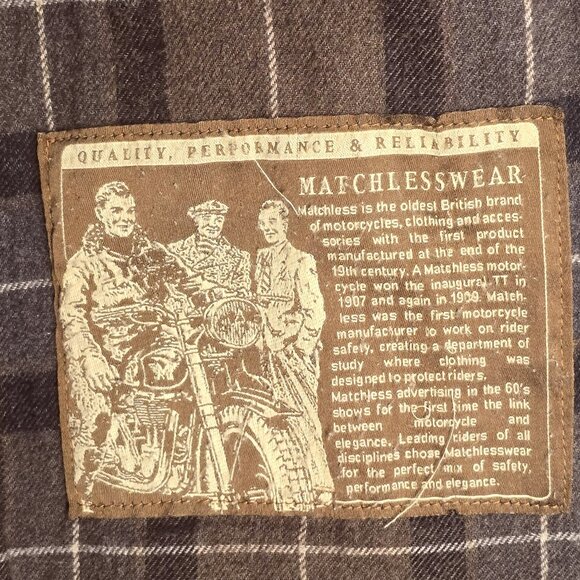 QUALITY, PERFORMANCE & RELIABILITY
MATCHLESSWEAR
Matchless is the oldest British brand
of motorcycles, clothing and acces-
sories with the first product
manufactured at the end of the
19th century. A Matchless motor-
cycle won the inaugural TT in
1907 and again in 1909. Match-
less was the first motorcycle
manufacturer to work on rider
safety, creating a department of
study where clothing was
designed to protect riders.
Matchless advertising in the 60's
shows for the first time the link
between motorcycle and
elegance. Leading riders of all
disciplines chose Matchlesswear
for the perfect mix of safety,
performance and elegance.